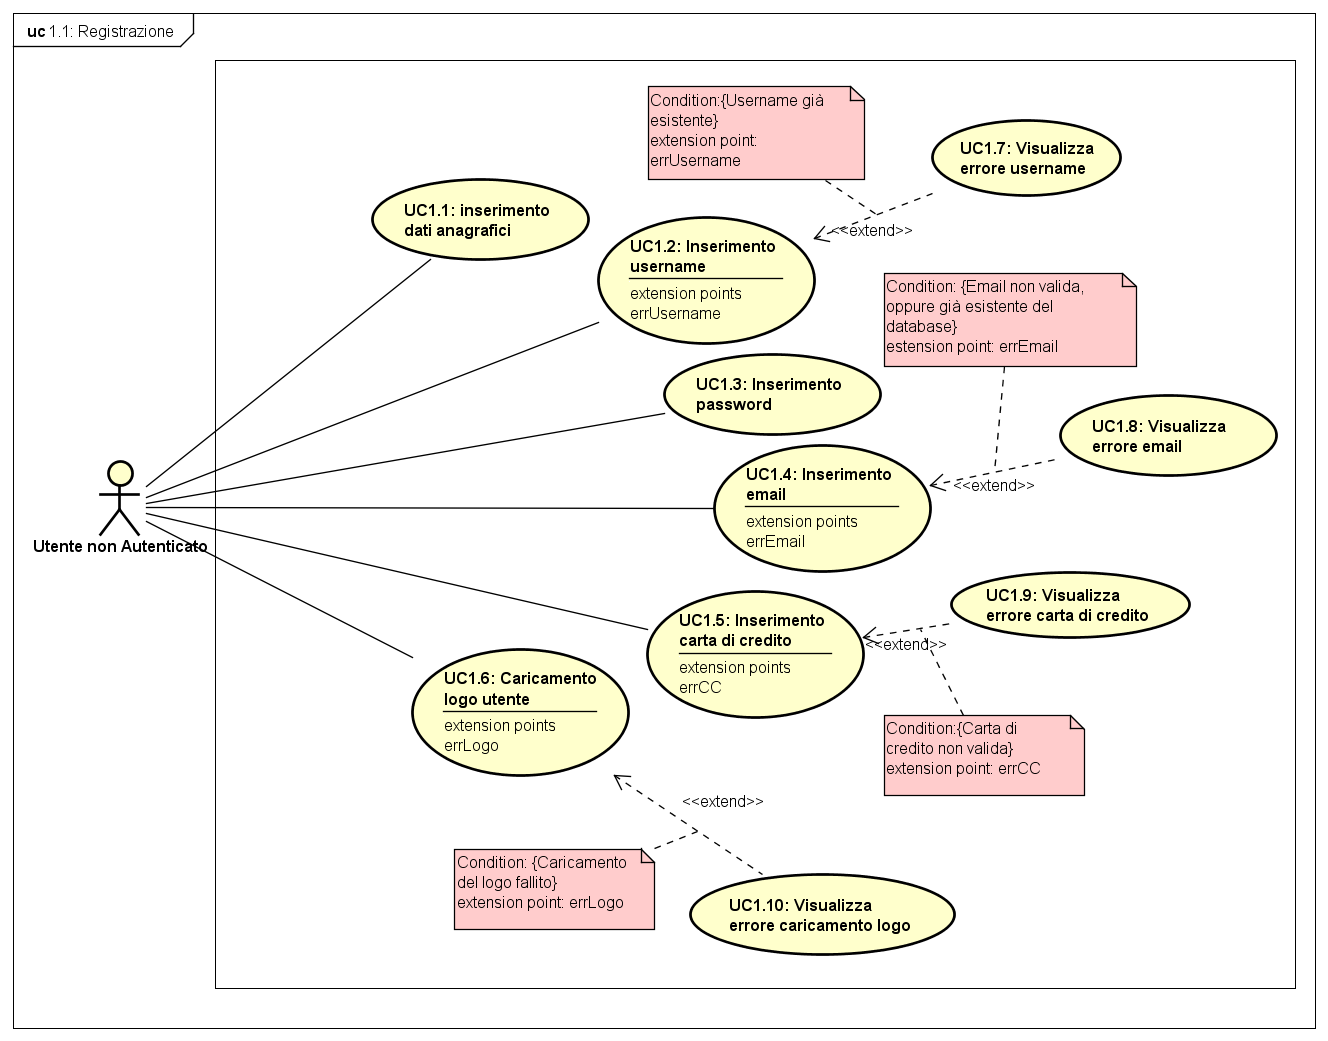 uc 1.1: Registrazione
Condition:{Username già
esistente}
extension point:
errUsername
UC1.7: Visualizza
errore username
<<extend>>
UC1.1: inserimento
dati anagrafici
UC1.2: Inserimento
username
extension points
errUsername
Condition: {Email non valida,
oppure già esistente del
database}
estension point: errEmail
UC1.3: Inserimento
password
UC1.8: Visualizza
errore email
<<extend>>
UC1.4: Inserimento
email
extension points
errEmail
Utente non Autenticato
UC1.9: Visualizza
errore carta di credito
<<extend>>
UC1.5: Inserimento
carta di credito
extension points
errCC
UC1.6: Caricamento
logo utente
extension points
errLogo
Condition:{Carta di
credito non valida}
extension point: errCC
<<extend>>
Condition: {Caricamento
del logo fallito}
extension point: errLogo
UC1.10: Visualizza
errore caricamento logo